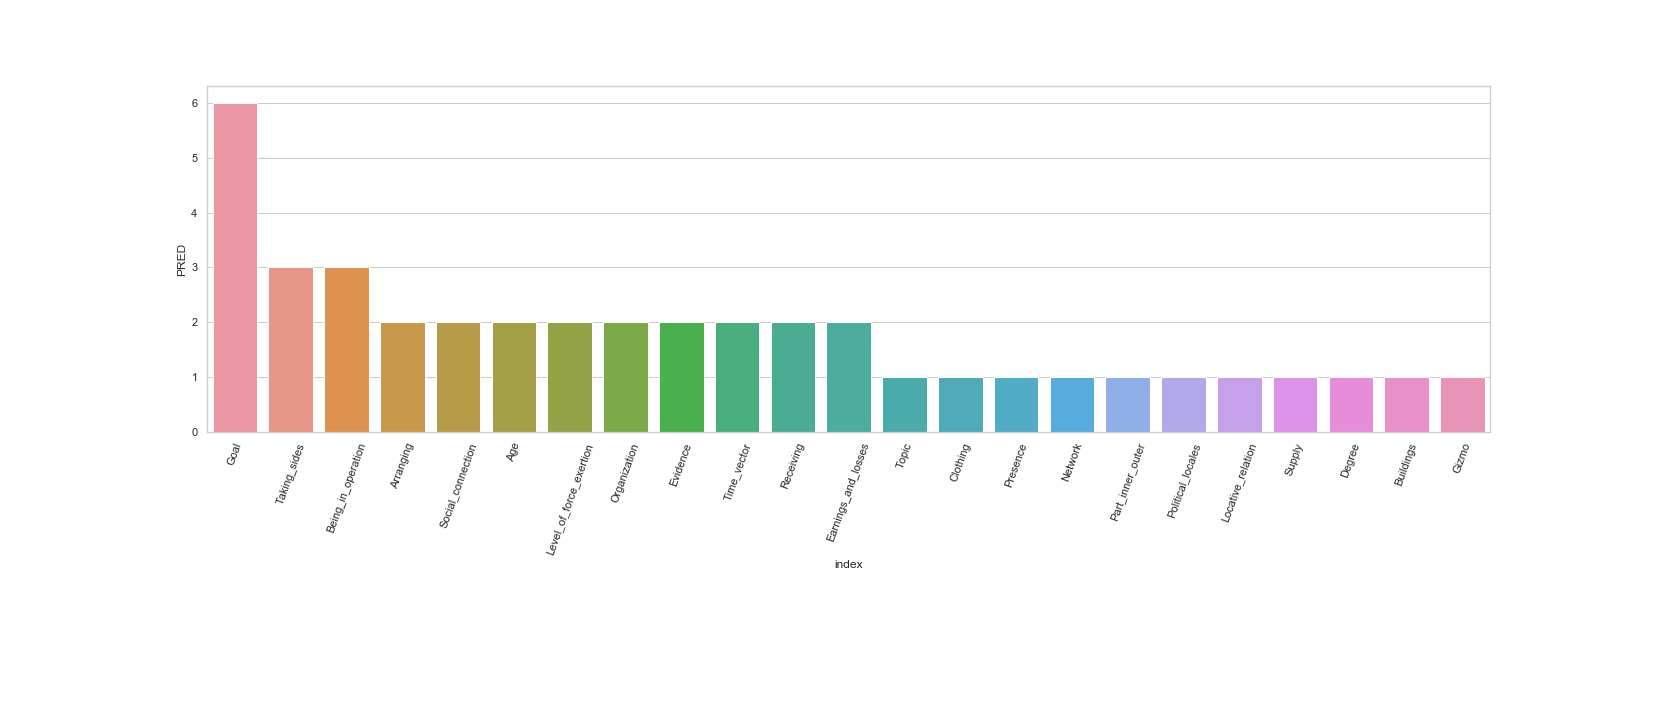 6
5
4
3
2
1
0
PRED
Goal
Taking_sides
Being_in_operation
Arranging
Social_connection
Age
Level_of_force_exertion
Organization
Evidence
Time_vector
Receiving
Earnings_and_losses
Topic
Clothing
Presence
Network
Part_inner_outer
Political_locales
Locative_relation
Supply
Degree
Buildings
Gizmo
index